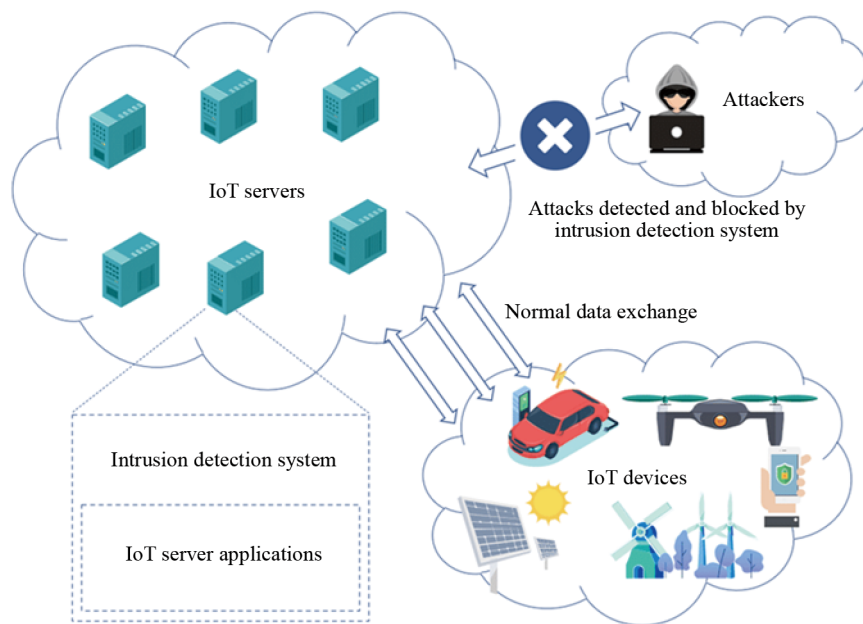 Attackers
IoT servers
Attacks detected and blocked by
intrusion detection system
Normal data exchange
Intrusion detection system
IoT devices
IoT server applications